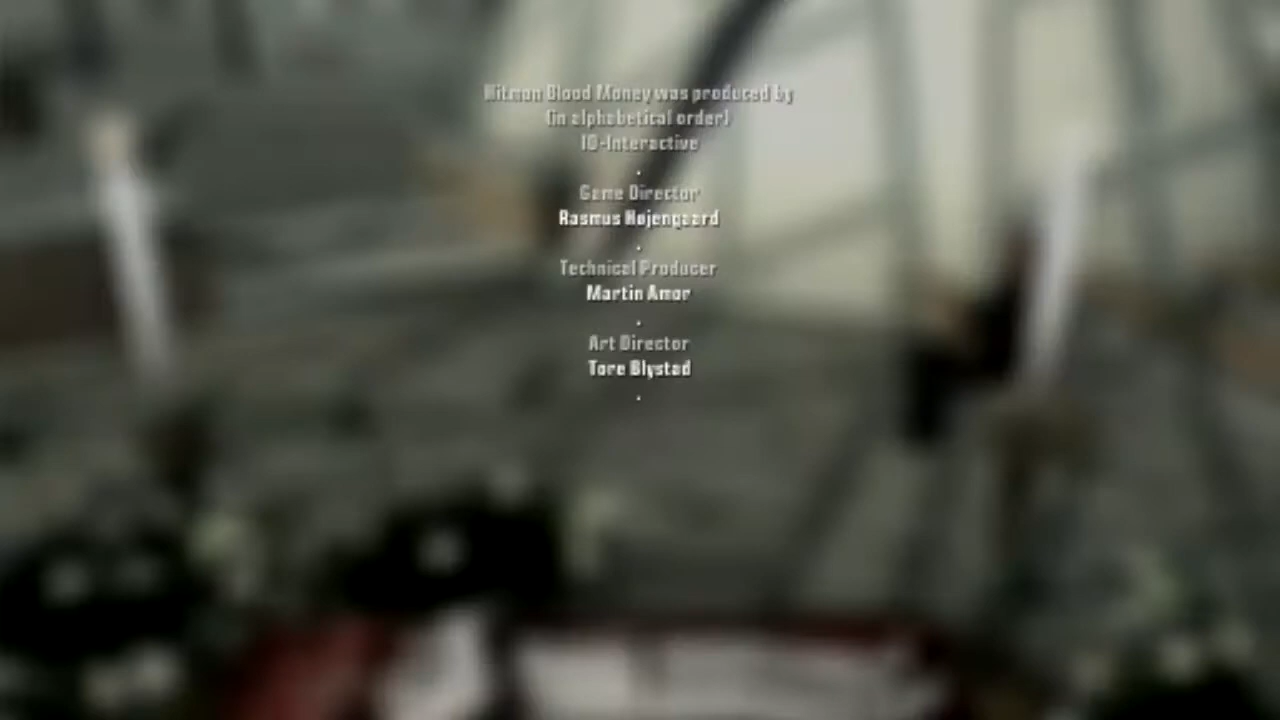 Hitman Blood Money was produced by
(in alphabetical order)
IO-Interactive
.
Game Director
Rasmus Højengaard
.
Technical Producer
Martin Amor
.
Art Director
Tore Blystad
.